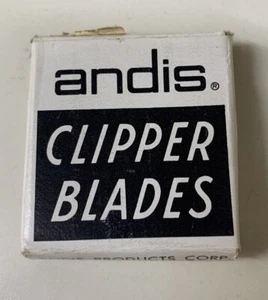 andis®
CLIPPER
BLADES
PRODUCTS CORP.